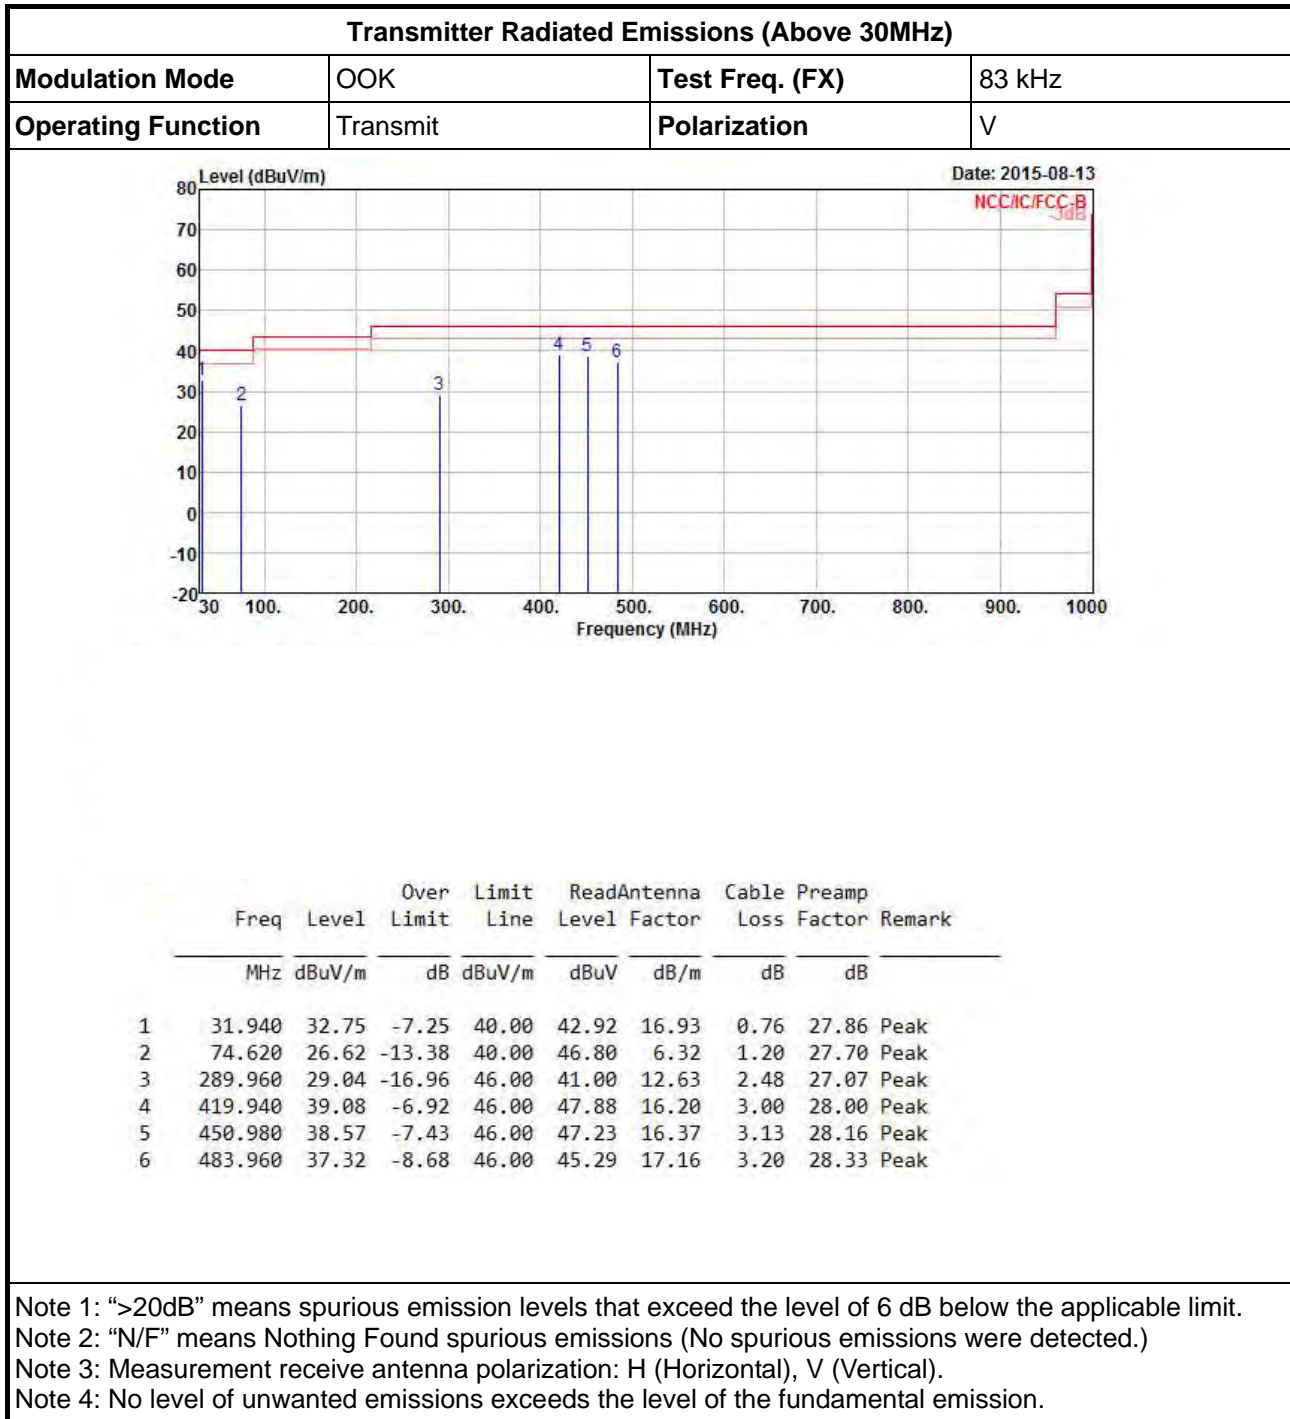 Transmitter Radiated Emissions (Above 30MHz)
Modulation Mode OOK Test Freq. (FX) 83 kHz
Operating Function Transmit Polarization V
Level (dBuV/m) Date: 2015-08-13
80 NCC/IC/FCC-B
-3dB
70
60
50
40
30
20
10
0
-10
-20
1 2 3 4 5 6
30 100. 200. 300. 400. 500. 600. 700. 800. 900. 1000
Frequency (MHz)
Over Limit ReadAntenna Cable Preamp
Freq Level Limit Line Level Factor Loss Factor Remark
MHz dBuV/m dB dBuV/m dBuV dB/m dB dB
1 31.940 32.75 -7.25 40.00 42.92 16.93 0.76 27.86 Peak
2 74.620 26.62 -13.38 40.00 46.80 6.32 1.20 27.70 Peak
3 289.960 29.04 -16.96 46.00 41.00 12.63 2.48 27.07 Peak
4 419.940 39.08 -6.92 46.00 47.88 16.20 3.00 28.00 Peak
5 450.980 38.57 -7.43 46.00 47.23 16.37 3.13 28.16 Peak
6 483.960 37.32 -8.68 46.00 45.29 17.16 3.20 28.33 Peak
Note 1: “>20dB” means spurious emission levels that exceed the level of 6 dB below the applicable limit.
Note 2: “N/F” means Nothing Found spurious emissions (No spurious emissions were detected.)
Note 3: Measurement receive antenna polarization: H (Horizontal), V (Vertical).
Note 4: No level of unwanted emissions exceeds the level of the fundamental emission.